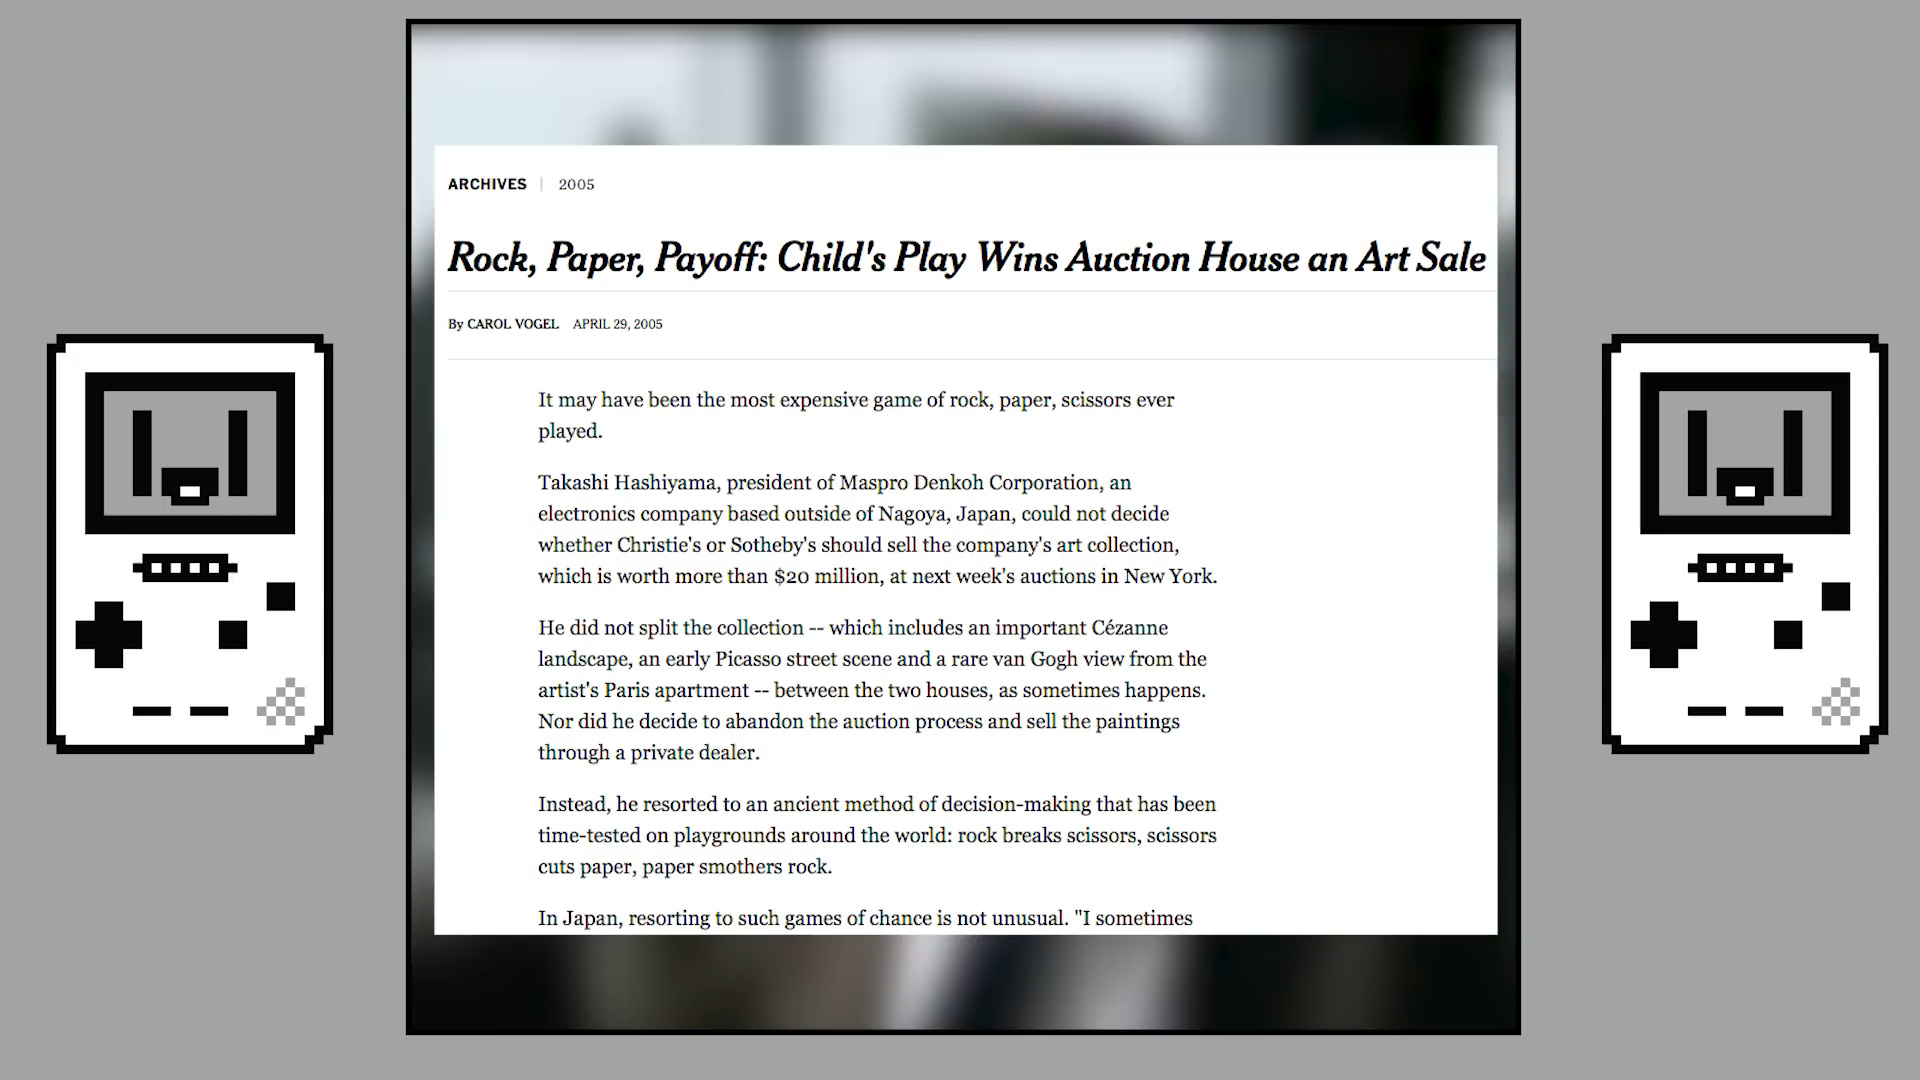 ARCHIVES | 2005
Rock, Paper, Payoff: Child's Play Wins Auction House an Art Sale
By CAROL VOGEL APRIL 29, 2005
It may have been the most expensive game of rock, paper, scissors ever
played.
Takashi Hashiyama, president of Maspro Denkoh Corporation, an
electronics company based outside of Nagoya, Japan, could not decide
whether Christie's or Sotheby's should sell the company's art collection,
which is worth more than $20 million, at next week's auctions in New York.
He did not split the collection -- which includes an important Cézanne
landscape, an early Picasso street scene and a rare van Gogh view from the
artist's Paris apartment -- between the two houses, as sometimes happens.
Nor did he decide to abandon the auction process and sell the paintings
through a private dealer.
Instead, he resorted to an ancient method of decision-making that has been
time-tested on playgrounds around the world: rock breaks scissors, scissors
cuts paper, paper smothers rock.
In Japan, resorting to such games of chance is not unusual. "I sometimes